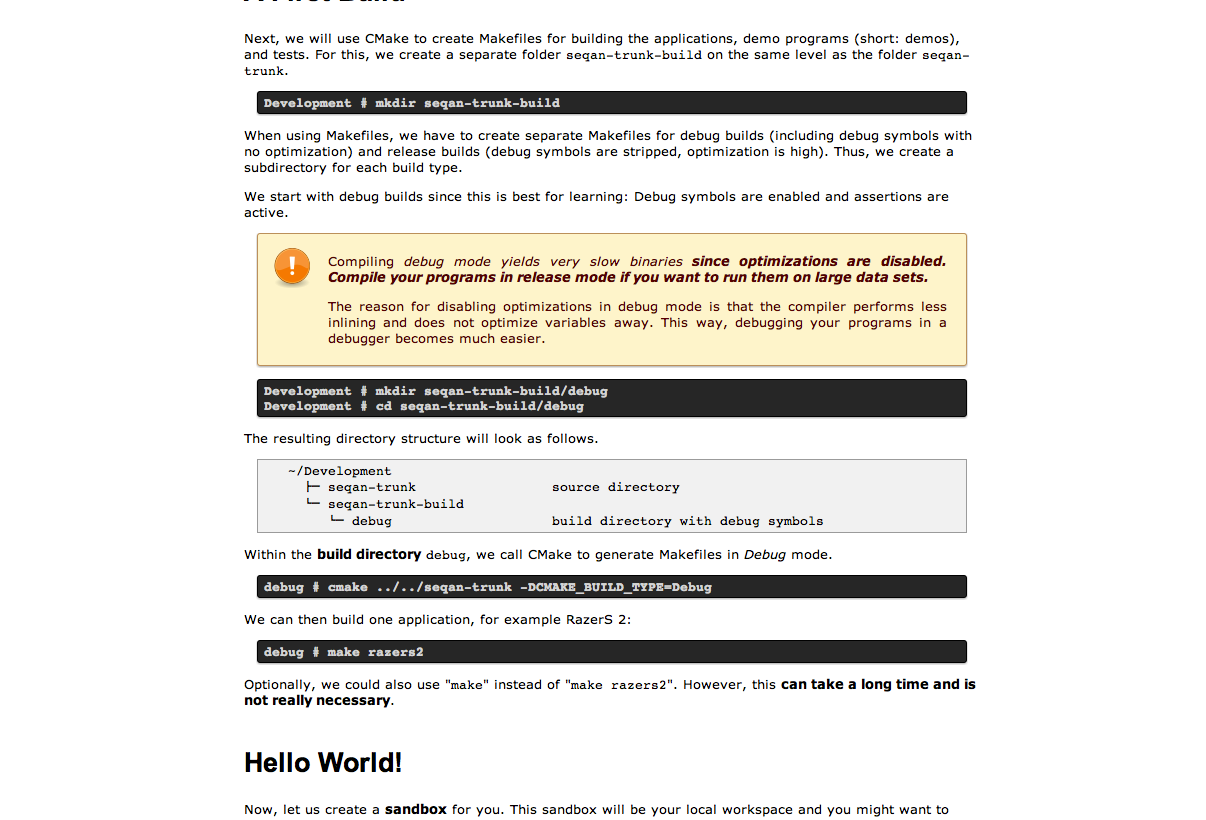 A First Build
Next, we will use CMake to create Makefiles for building the applications, demo programs (short: demos),
and tests. For this, we create a separate folder seqan-trunk-build on the same level as the folder seqan-
trunk.
Development # mkdir seqan-trunk-build
When using Makefiles, we have to create separate Makefiles for debug builds (including debug symbols with
no optimization) and release builds (debug symbols are stripped, optimization is high). Thus, we create a
subdirectory for each build type.
We start with debug builds since this is best for learning: Debug symbols are enabled and assertions are
active.
Compiling debug mode yields very slow binaries since optimizations are disabled.
Compile your programs in release mode if you want to run them on large data sets.
The reason for disabling optimizations in debug mode is that the compiler performs less
inlining and does not optimize variables away. This way, debugging your programs in a
debugger becomes much easier.
Development # mkdir seqan-trunk-build/debug
Development # cd seqan-trunk-build/debug
The resulting directory structure will look as follows.
~/Development
├─ seqan-trunk source directory
└─ seqan-trunk-build
└─ debug build directory with debug symbols
Within the build directory debug, we call CMake to generate Makefiles in Debug mode.
debug # cmake ../../seqan-trunk -DCMAKE_BUILD_TYPE=Debug
We can then build one application, for example RazerS 2:
debug # make razers2
Optionally, we could also use "make" instead of "make razers2". However, this can take a long time and is
not really necessary.
Hello World!
Now, let us create a sandbox for you. This sandbox will be your local workspace and you might want to